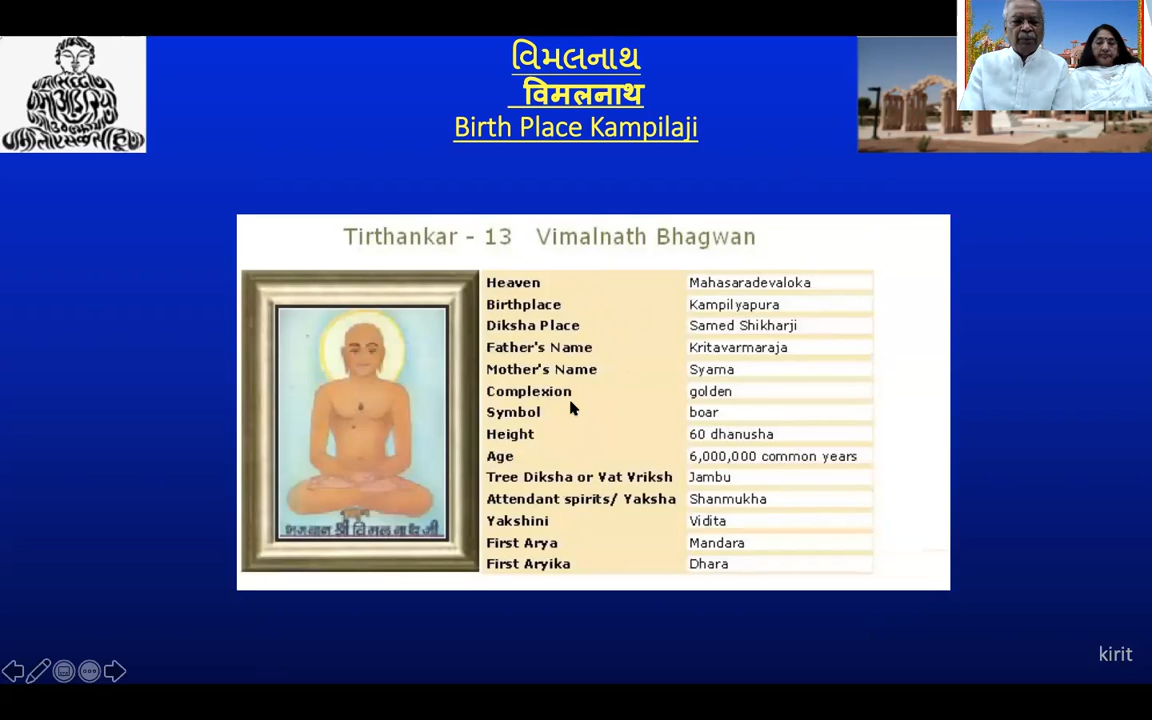 વિમલનાથ
विमलनाथ
Birth Place Kampilaji
Tirthankar - 13 Vimalnath Bhagwan
Heaven Mahasaradevaloka
Birthplace Kampilyapura
Diksha Place Samed Shikharji
Father's Name Kritavarmaraja
Mother's Name Syama
Complexion golden
Symbol boar
Height 60 dhanusha
Age 6,000,000 common years
Tree Diksha or Vat Vriksh Jambu
Attendant spirits/ Yaksha Shanmukha
Yakshini Vidita
First Arya Mandara
First Aryika Dhara
भगवान श्री विमल नाथ जी
kirit